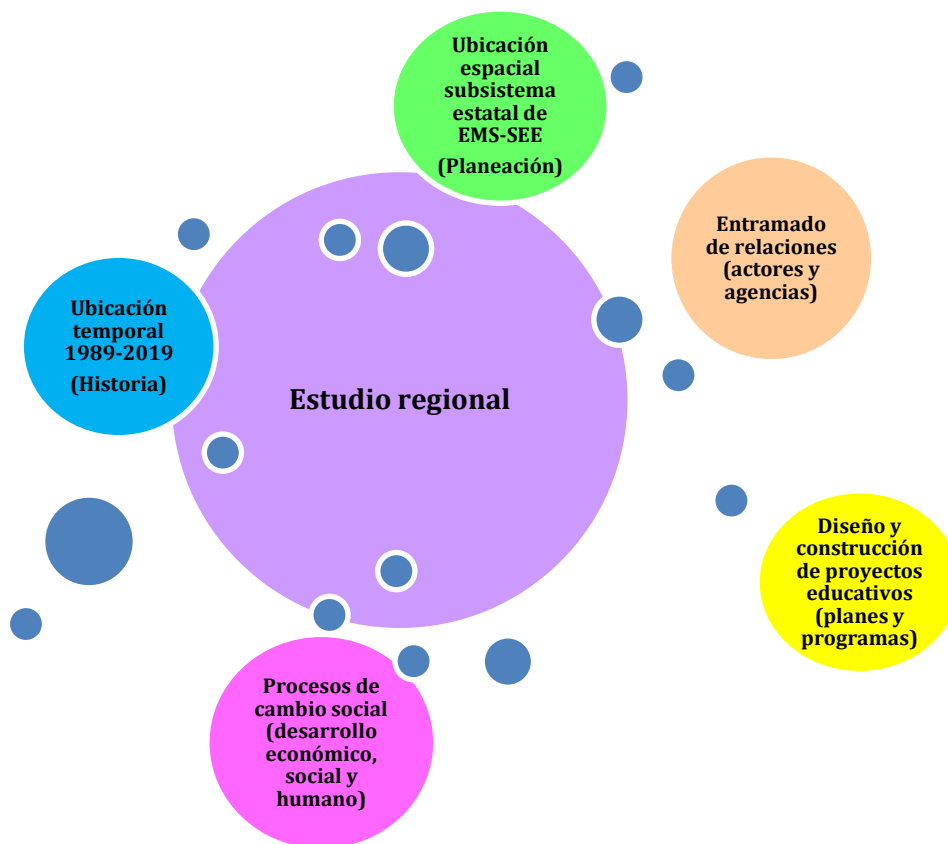 Ubicación
espacial
subsistema
estatal de
EMS-SEE
(Planeación)
Entramado
de relaciones
(actores y
agencias)
Ubicación
temporal
1989-2019
(Historia)
Estudio regional
Diseño y
construcción
de proyectos
educativos
(planes y
programas)
Procesos de
cambio social
(desarrollo
económico,
social y
humano)